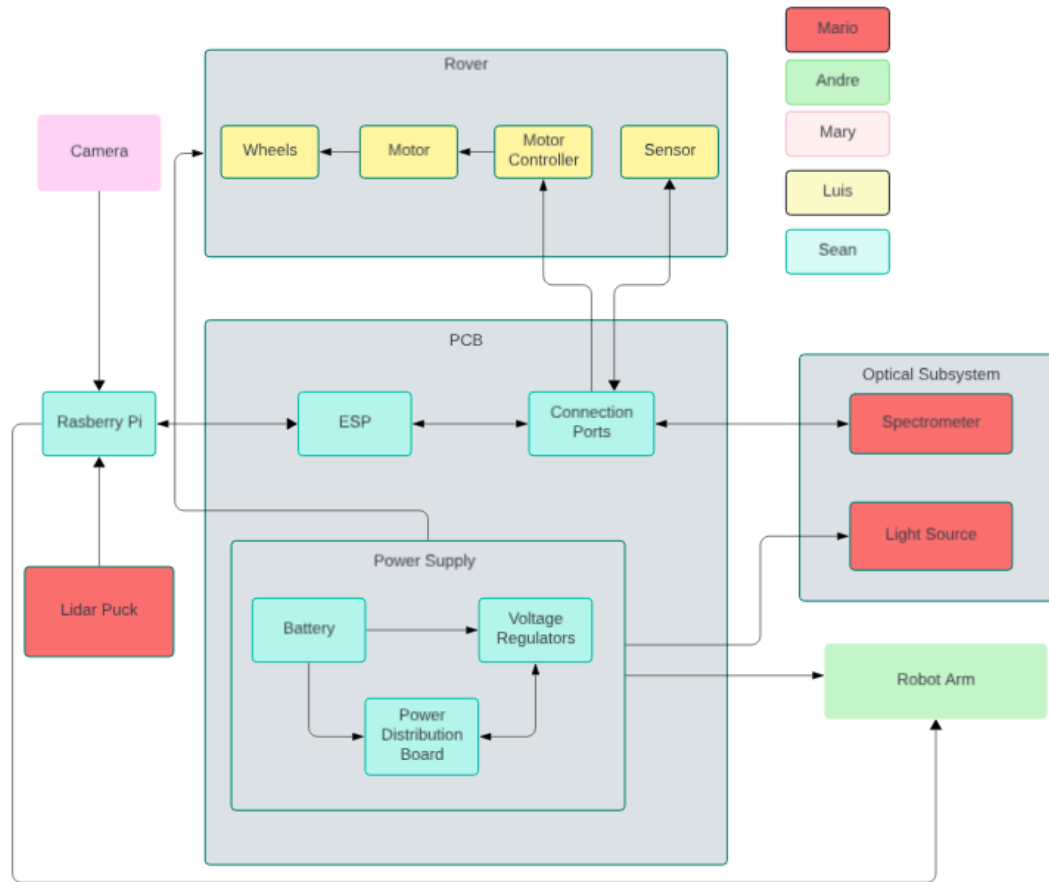 Mario
Rover
Andre
Camera
Wheels
Motor
Motor
Controller
Sensor
Mary
Luis
Sean
PCB
Optical Subsystem
Rasberry Pi
ESP
Connection
Ports
Spectrometer
Light Source
Power Supply
Lidar Puck
Battery
Voltage
Regulators
Robot Arm
Power
Distribution
Board